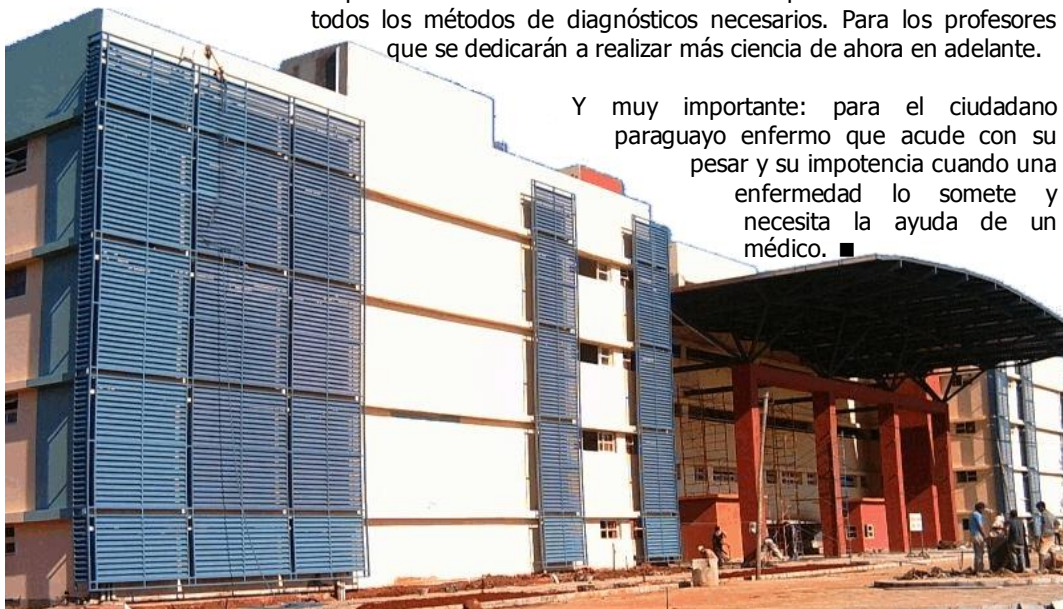 todos los métodos de diagnósticos necesarios. Para los profesores
que se dedicarán a realizar más ciencia de ahora en adelante.
Y muy importante: para el ciudadano
paraguayo enfermo que acude con su
pesar y su impotencia cuando una
enfermedad lo somete y
necesita la ayuda de un
médico. ■